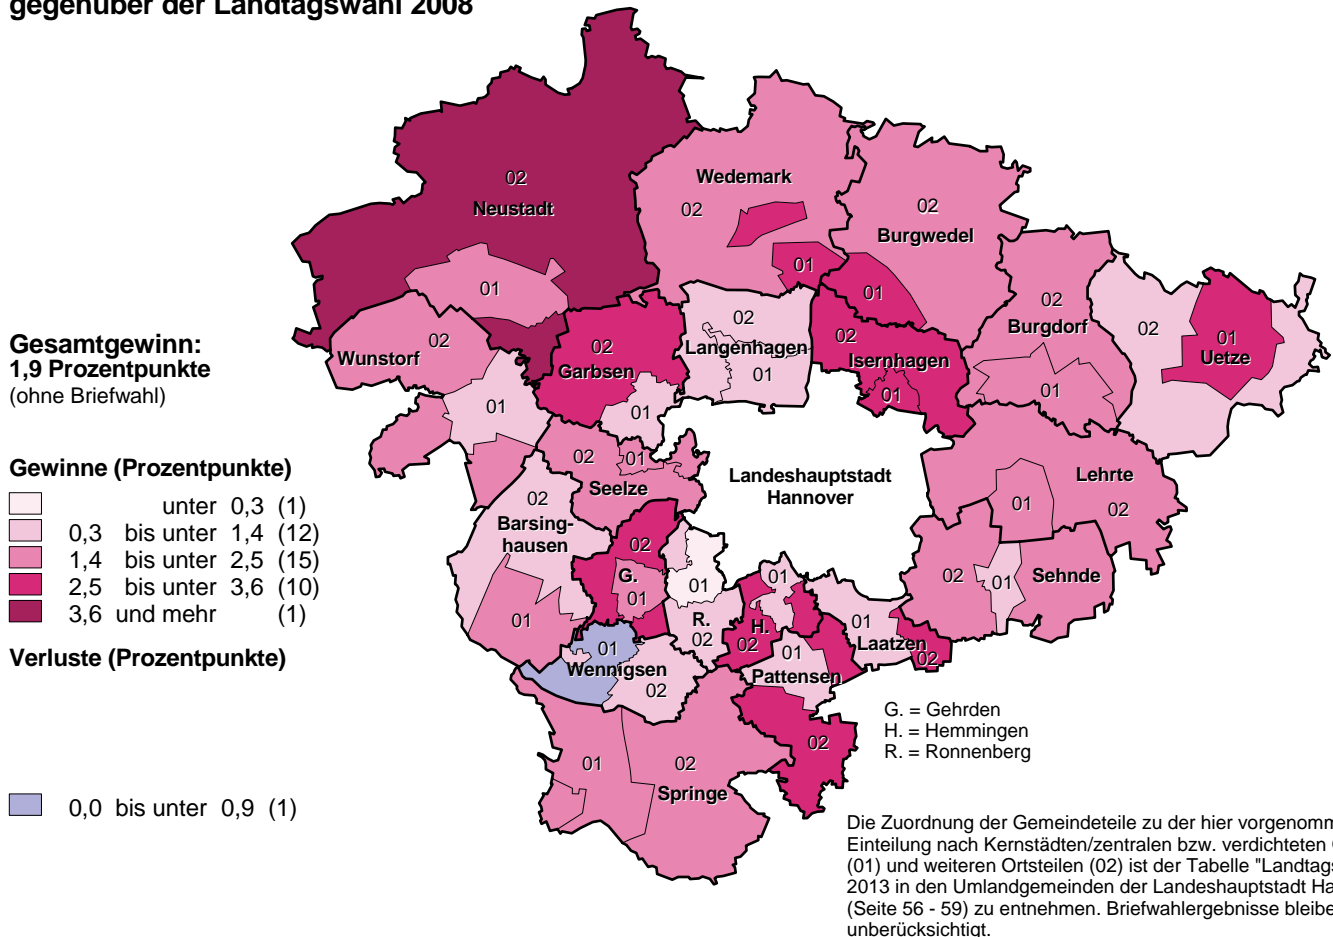 gegenüber der Landtagswahl 2008
Gesamtgewinn:
1,9 Prozentpunkte
(ohne Briefwahl)
Gewinne (Prozentpunkte)
unter 0,3 (1)
0,3 bis unter 1,4 (12)
1,4 bis unter 2,5 (15)
2,5 bis unter 3,6 (10)
3,6 und mehr (1)
Verluste (Prozentpunkte)
0,0 bis unter 0,9 (1)
02
Neustadt
01
Wedemark
02
01
02
Burgwedel
01
02
Burgdorf
01
02
01
Uetze
02
Wunstorf
01
02
Garbsen
01
02
Langenhagen
01
02
Isernhagen
01
02
01
Seelze
Landeshauptstadt
Hannover
Lehrte
01
02
02
Barsing-
hausen
01
02
G.
01
01
R.
02
01
H.
02
01
Laatzen
02
02
01
Sehnde
01
Wennigsen
02
01
Pattensen
02
01
02
Springe
G. = Gehrden
H. = Hemmingen
R. = Ronnenberg
Die Zuordnung der Gemeindeteile zu der hier vorgenomm
Einteilung nach Kernstädten/zentralen bzw. verdichteten
(01) und weiteren Ortsteilen (02) ist der Tabelle "Landtags
2013 in den Umlandgemeinden der Landeshauptstadt Ha
(Seite 56 - 59) zu entnehmen. Briefwahlergebnisse bleibe
unberücksichtigt.